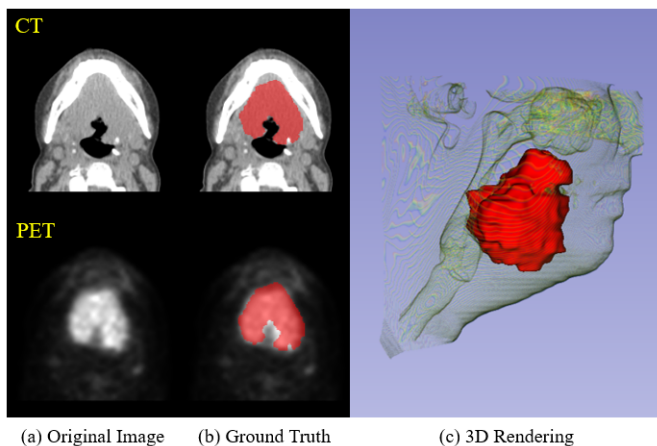 CT
PET
(a) Original Image
(b) Ground Truth
(c) 3D Rendering